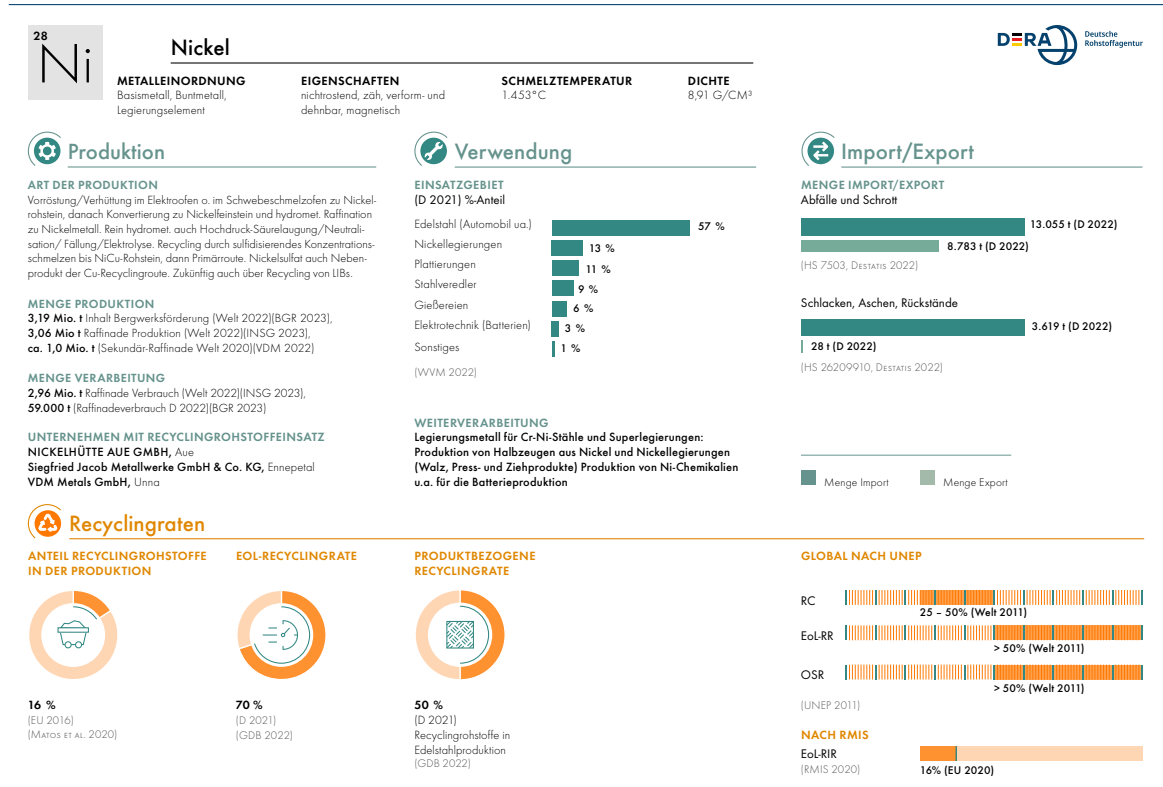 28
Ni
Nickel
DERA Deutsche
Rohstoffagentur
METALLEINORDNUNG
Basismetall, Buntmetall,
Legierungselement
EIGENSCHAFTEN
nichtrostend, zäh, verform- und
dehnbar, magnetisch
SCHMELZTEMPERATUR
1.453°C
DICHTE
8,91 G/CM³
Produktion
ART DER PRODUKTION
Vorröstung/Verhüttung im Elektroofen o. im Schwebeschmelzofen zu Nickel-
rohstein, danach Konvertierung zu Nickelfeinstein und hydromet. Raffination
zu Nickelmetall. Rein hydromet. auch Hochdruck-Säurelaugung/Neutrali-
sation/ Fällung/Elektrolyse. Recycling durch sulfidisierendes Konzentrations-
schmelzen bis NiCu-Rohstein, dann Primärroute. Nickelsulfat auch Neben-
produkt der Cu-Recyclingroute. Zukünftig auch über Recycling von LIBs.
MENGE PRODUKTION
3,19 Mio. t Inhalt Bergwerksförderung (Welt 2022)(BGR 2023),
3,06 Mio t Raffinade Produktion (Welt 2022)(INSG 2023),
ca. 1,0 Mio. t (Sekundär-Raffinade Welt 2020)(VDM 2022)
MENGE VERARBEITUNG
2,96 Mio. t Raffinade Verbrauch (Welt 2022)(INSG 2023),
59.000 t (Raffinadeverbrauch D 2022)(BGR 2023)
UNTERNEHMEN MIT RECYCLINGROHSTOFFEINSATZ
NICKELHÜTTE AUE GMBH, Aue
Siegfried Jacob Metallwerke GmbH & Co. KG, Ennepetal
VDM Metals GmbH, Unna
Verwendung
EINSATZGEBIET
(D 2021) %-Anteil
Edelstahl (Automobil ua.) 57 %
Nickellegierungen 13 %
Plattierungen 11 %
Stahlveredler 9 %
Gießereien 6 %
Elektrotechnik (Batterien) 3 %
Sonstiges 1 %
(WVM 2022)
WEITERVERARBEITUNG
Legierungsmetall für Cr-Ni-Stähle und Superlegierungen:
Produktion von Halbzeugen aus Nickel und Nickellegierungen
(Walz, Press- und Ziehprodukte) Produktion von Ni-Chemikalien
u.a. für die Batterieproduktion
Import/Export
MENGE IMPORT/EXPORT
Abfälle und Schrott
13.055 t (D 2022)
8.783 t (D 2022)
(HS 7503, Destatis 2022)
Schlacken, Aschen, Rückstände
3.619 t (D 2022)
28 t (D 2022)
(HS 26209910, Destatis 2022)
Menge Import Menge Export
Recyclingraten
ANTEIL RECYCLINGROHSTOFFE
IN DER PRODUKTION
16 %
(EU 2016)
(Matos et al. 2020)
EOL-RECYCLINGRATE
70 %
(D 2021)
(GDB 2022)
PRODUKTBEZOGENE
RECYCLINGRATE
50 %
(D 2021)
Recyclingrohstoffe in
Edelstahlproduktion
(GDB 2022)
GLOBAL NACH UNEP
RC
25 – 50% (Welt 2011)
EoL-RR
> 50% (Welt 2011)
OSR
> 50% (Welt 2011)
(UNEP 2011)
NACH RMIS
EoL-RIR
(RMIS 2020)
16% (EU 2020)